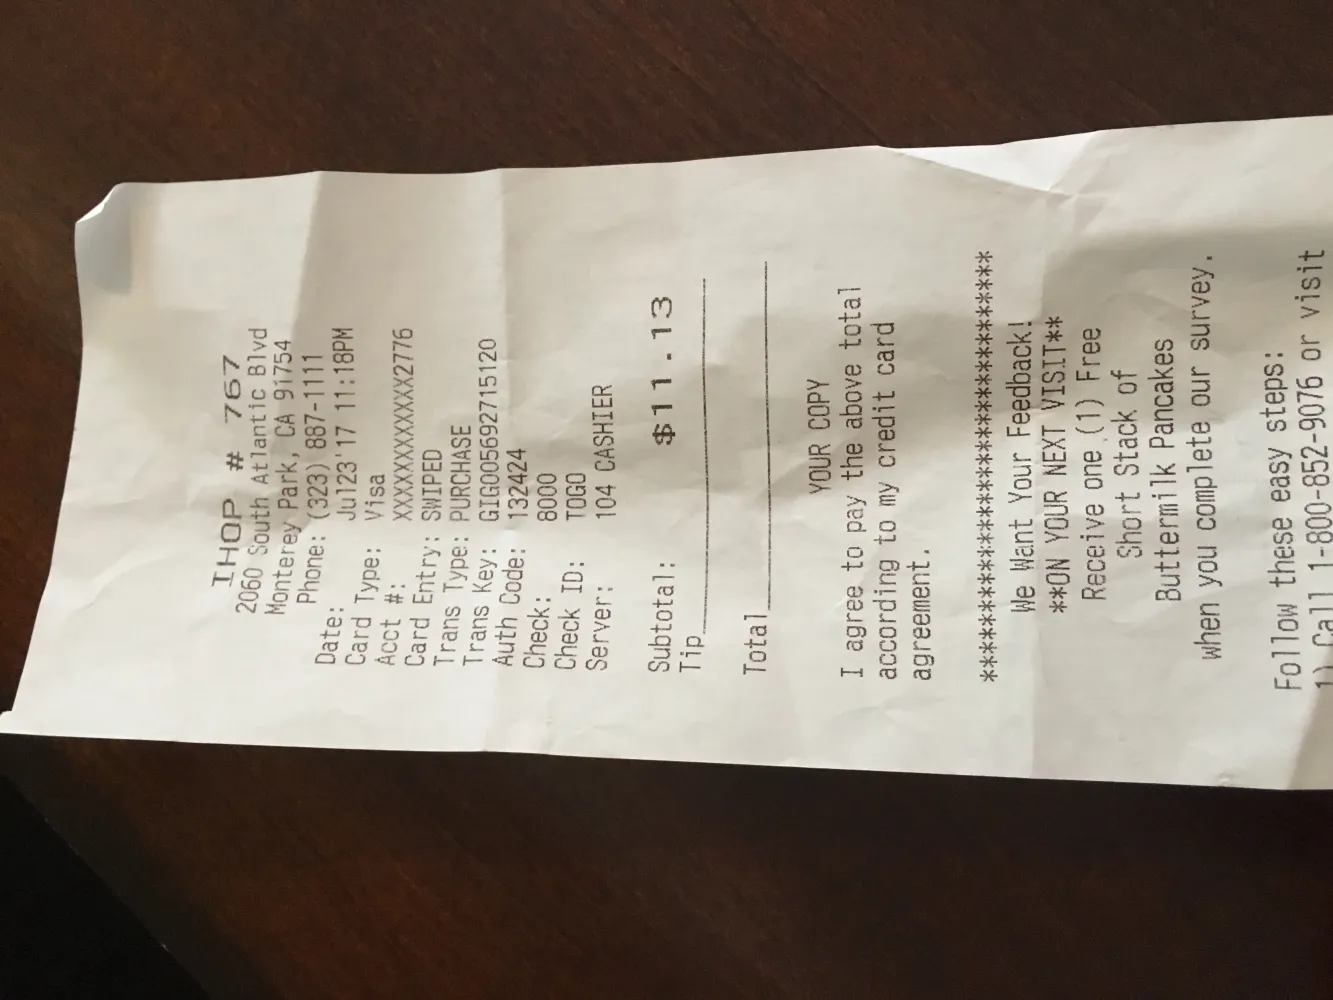 IHOP # 767
2060 South Atlantic Blvd
Monterey Park, CA 91754
Phone: (323) 887-1111
Date: Jul23'17 11:18PM
Card Type: Visa
Acct #: XXXXXXXXXXXX2776
Card Entry: SWIPED
Trans Type: PURCHASE
Trans Key: GIG005692715120
Auth Code: 132424
Check: 8000
Check ID: TOGO
Server: 104 CASHIER
Subtotal: $11.13
Tip
Total
YOUR COPY
I agree to pay the above total
according to my credit card
agreement.
**********************************
We Want Your Feedback!
**ON YOUR NEXT VISIT**
Receive one (1) Free
Short Stack of
Buttermilk Pancakes
when you complete our survey.
Follow these easy steps:
1) Call 1-800-852-9076 or visit